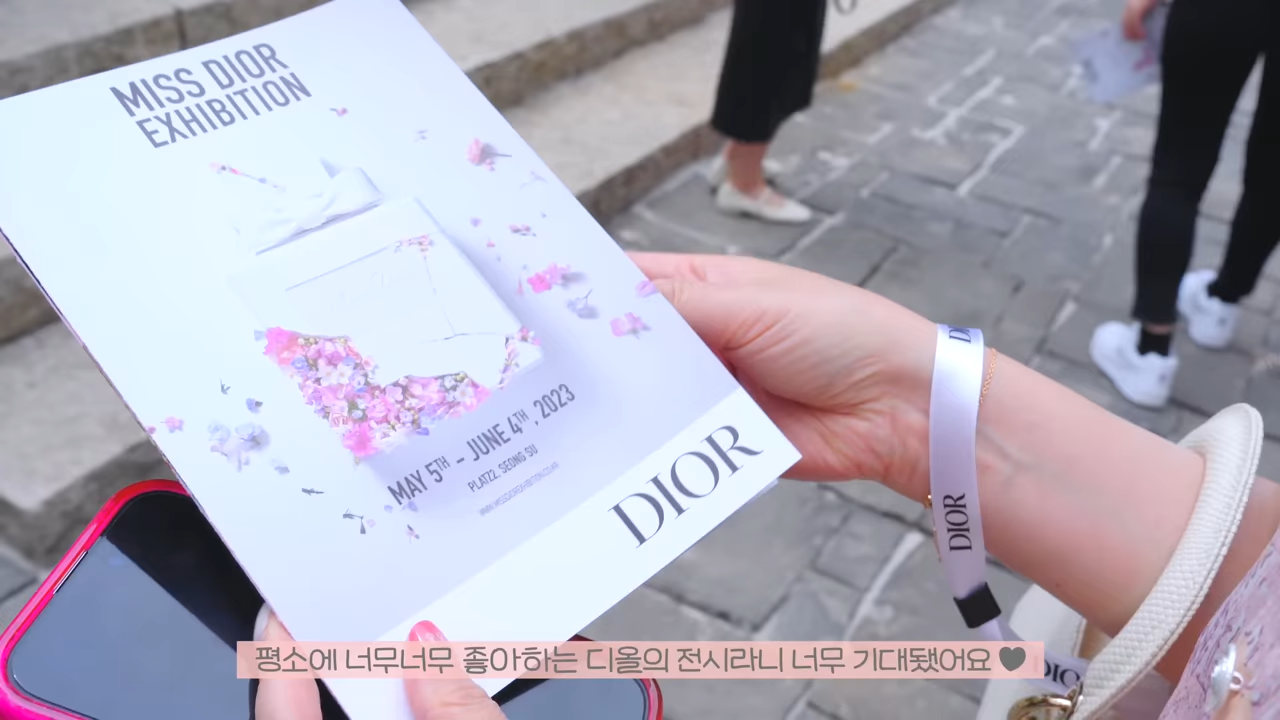 MISS DIOR
EXHIBITION
MAY 5TH - JUNE 4TH, 2023
PLATZ2, SEONG SU
DIOR
DIOR
평소에 너무너무 좋아하는 디올의 전시라니 너무 기대됐어요 🖤